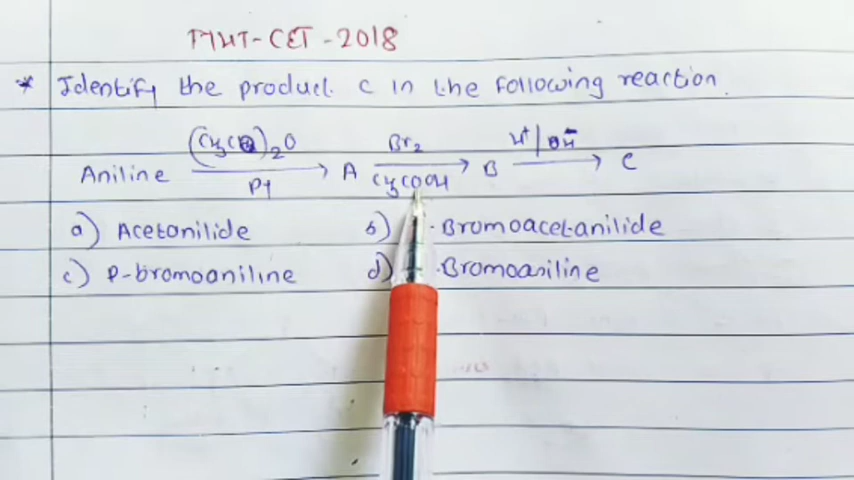 MHT-CET-2018
* Identify the product C in the following reaction.
Aniline (CH3CO)2O Py A Br2 CH3COOH B H+/OH- C
a) Acetanilide b) -Bromoacetanilide
c) P-bromoaniline d) -Bromoaniline